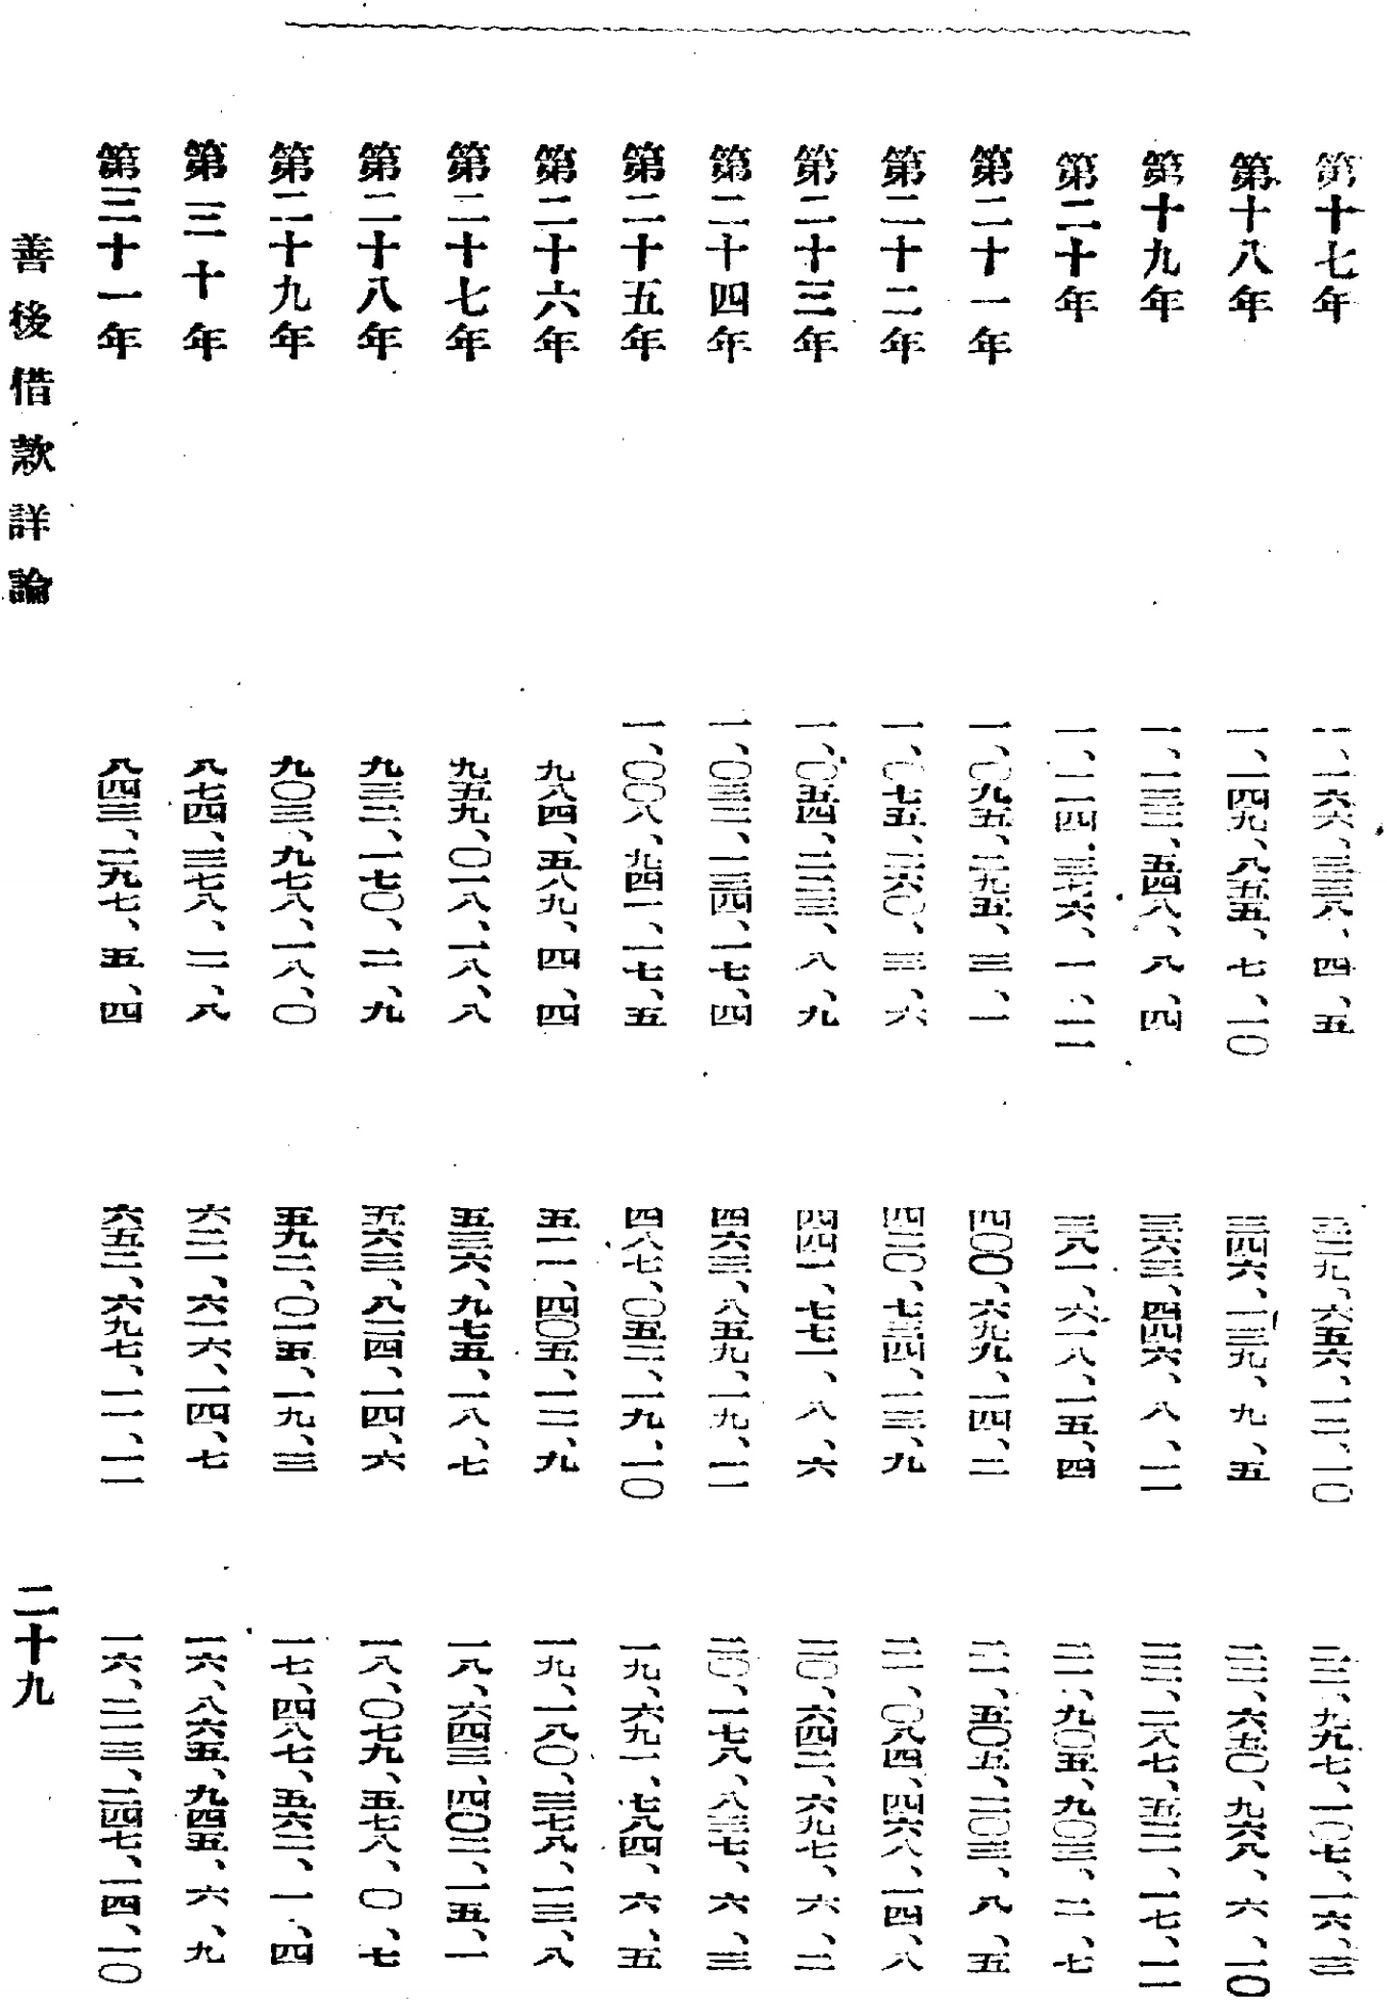 第十七年　一、一六六、三三八、四、五　三二九、六五六、一二、一〇　二二、九九七、一〇七、一六、三
第十八年　一、一四九、八五五、七、一〇　三四六、一三九、九、五　二二、六五〇、九六八、六、一〇
第十九年　一、一三二、五四八、八、四　三六三、四四六、八、一一　二二、二八七、五二一、一七、一一
第二十年　一、一一四、三七六、一、一一　三八一、六一八、一五、四　二一、九〇五、九〇三、二、七
第二十一年　一、〇九五、二九五、三、一　四〇〇、六九九、一四、二　二一、五〇五、二〇三、八、五
第二十二年　一、〇七五、二六〇、三、六　四二〇、七三四、一三、九　二一、〇八四、四六八、一四、八
第二十三年　一、〇五四、二二三、八、九　四四一、七七一、八、六　二〇、六四二、六九七、六、二
第二十四年　一、〇三二、一三四、一七、四　四六三、八五九、一九、一一　二〇、一七八、八三七、六、三
第二十五年　一、〇〇八、九四一、一七、五　四八七、〇五二、一九、一〇　一九、六九一、七八四、六、五
第二十六年　九八四、五八九、四、四　五一一、四〇五、一二、九　一九、一八〇、三七八、一三、八
第二十七年　九五九、〇一八、一八、八　五三六、九七五、一八、七　一八、六四三、四〇二、一五、一
第二十八年　九三二、一七〇、二、九　五六三、八二四、一四、六　一八、〇七九、五七八、〇、七
第二十九年　九〇三、九七八、一八、〇　五九二、〇一五、一九、三　一七、四八七、五六二、一、四
第三十年　八七四、三七八、二、八　六二一、六一六、一四、七　一六、八六五、九四五、六、九
第三十一年　八四三、二九七、五、四　六五二、六九七、一一、一一　一六、二一三、二四七、一四、一〇
善後借款詳論　二十九